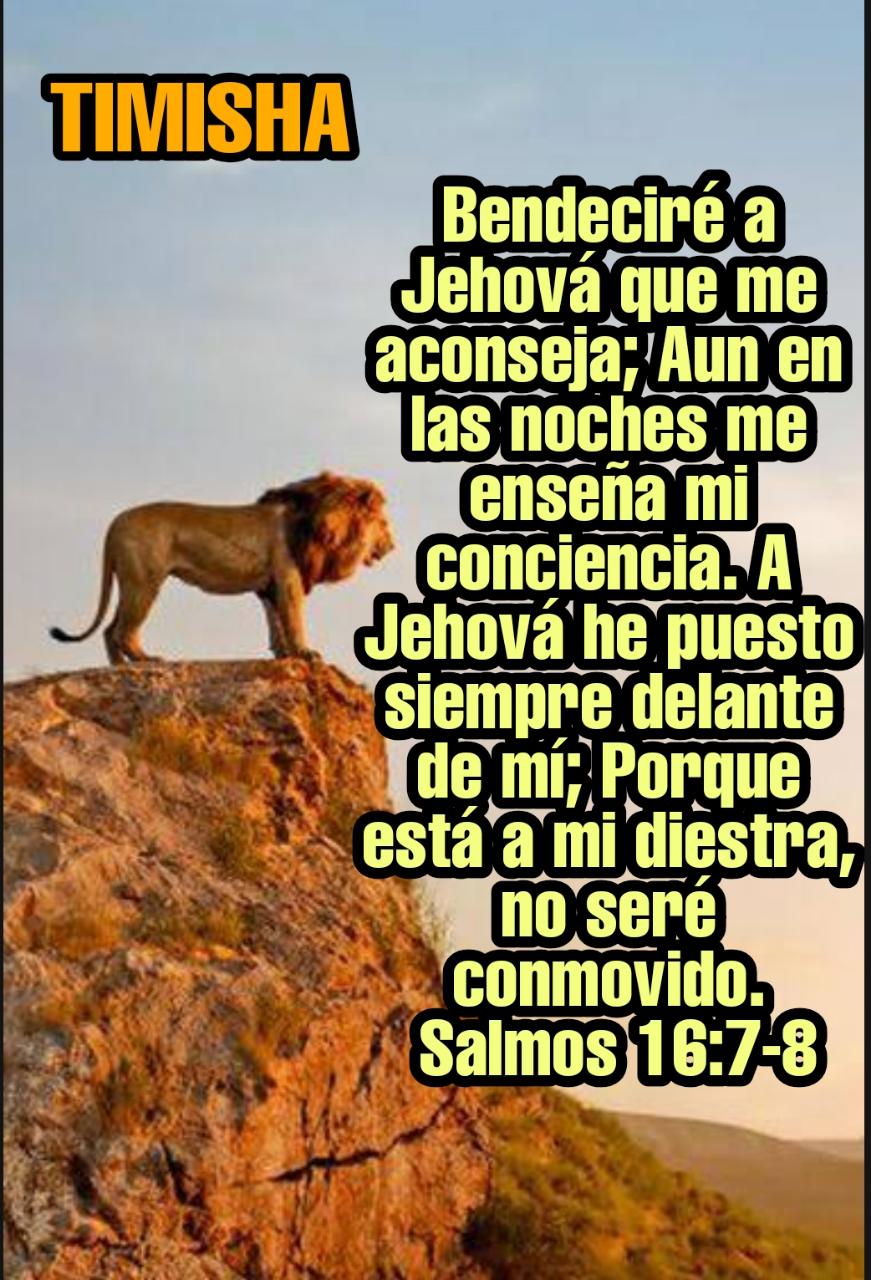 TIMISHA
Bendeciré a
Jehová que me
aconseja; Aun en
las noches me
enseña mi
conciencia. A
Jehová he puesto
siempre delante
de mí; Porque
está a mi diestra,
no seré
conmovido.
Salmos 16:7-8